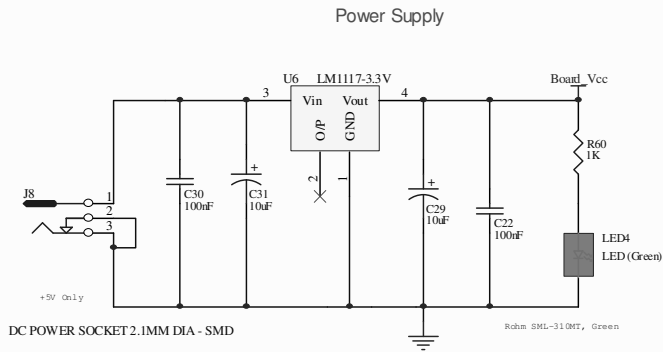 Power Supply
U6 LM1117-3.3V
Board_Vcc
3 Vin Vout 4
O/P GND
R60
1K
2 1
J8
1
2
3
C30
100nF
C31
10uF
C29
10uF
C22
100nF
LED4
LED (Green)
+5V Only
DC POWER SOCKET 2.1MM DIA - SMD
Rohm SML-310MT, Green